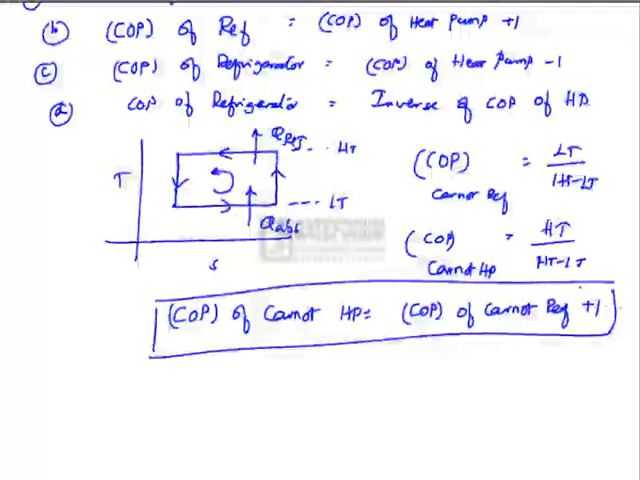 (b) (COP) of Ref = (COP) of Heat Pump +1
(c) (COP) of Refrigerator = (COP) of Heat Pump -1
(d) COP of Refrigerator = Inverse of COP of HP
QRej. HT
T
LT
Qabs
s
(COP) Carnot Ref = LT / HT-LT
(COP) Carnot HP = HT / HT-LT
(COP) of Carnot HP = (COP) of Carnot Ref +1